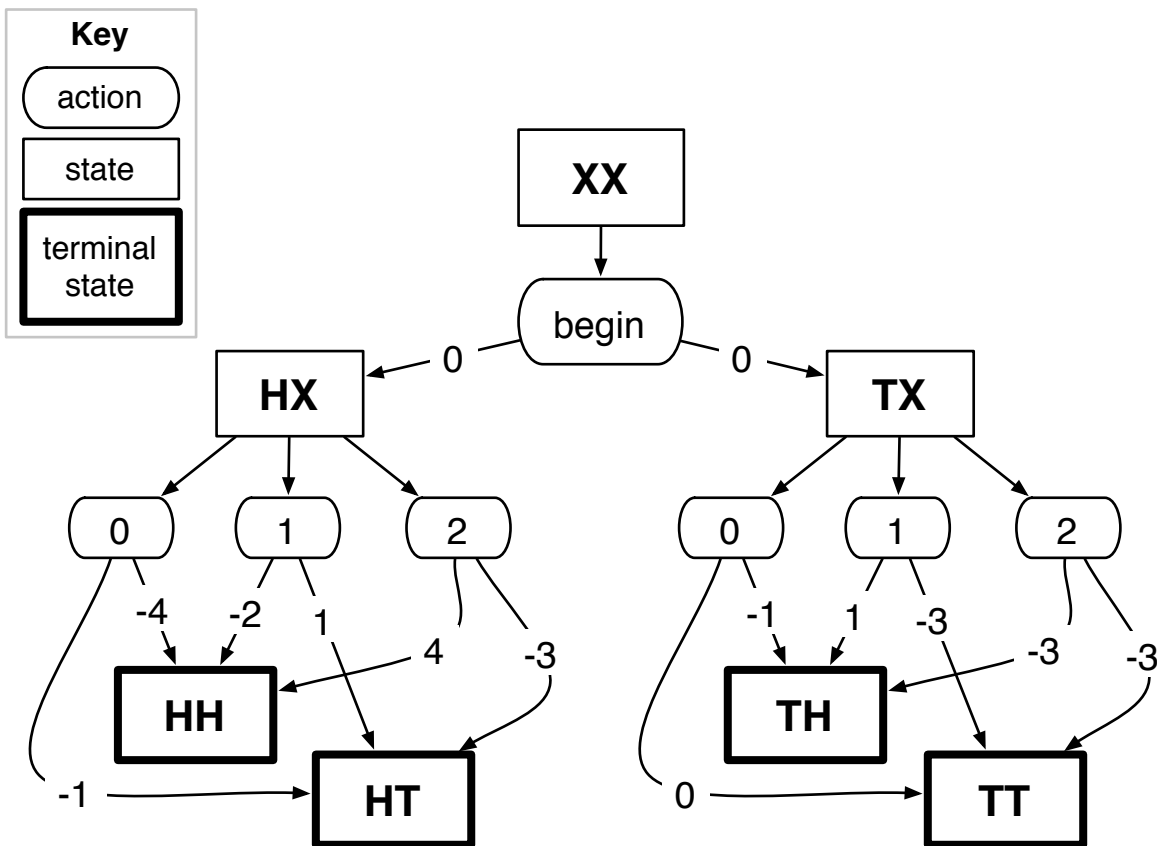 Key
action
state
terminal
state
XX
begin
0 0
HX TX
0 1 2 0 1 2
-4 -2 1 4 -3 -1 1 -3 -3 -3
HH TH
-1 HT 0 TT